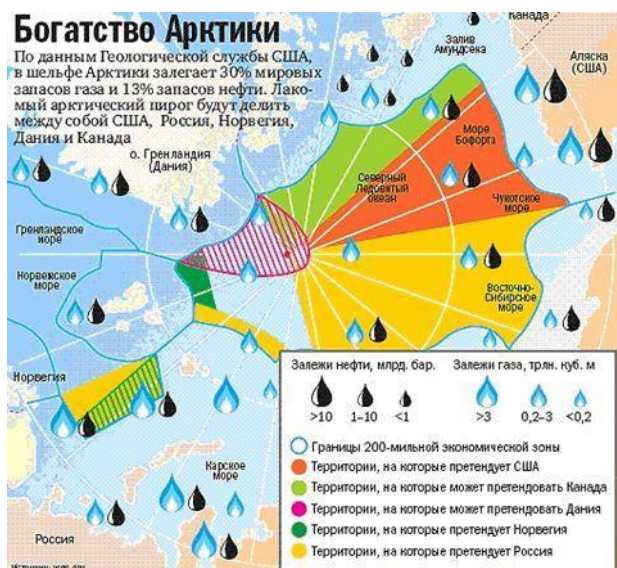 Богатство Арктики
По данным Геологической службы США,
в шельфе Арктики залегает 30% мировых
запасов газа и 13% запасов нефти. Лако-
мый арктический пирог будут делить
между собой США, Россия, Норвегия,
Дания и Канада
Канада
Залив
Амундсена
Аляска
(США)
о. Гренландия
(Дания)
Море
Бофорта
Северный
Ледовитый
океан
Чукотское
море
Гренландское
море
Норвежское
море
Восточно-
Сибирское
море
Норвегия
Карское
море
Россия
Залежи нефти, млрд. бар.
>10
1–10
<1
Залежи газа, трлн. куб. м
>3
0,2–3
<0,2
Границы 200-мильной экономической зоны
Территории, на которые претендует США
Территории, на которые может претендовать Канада
Территории, на которые может претендовать Дания
Территории, на которые претендует Норвегия
Территории, на которые претендует Россия